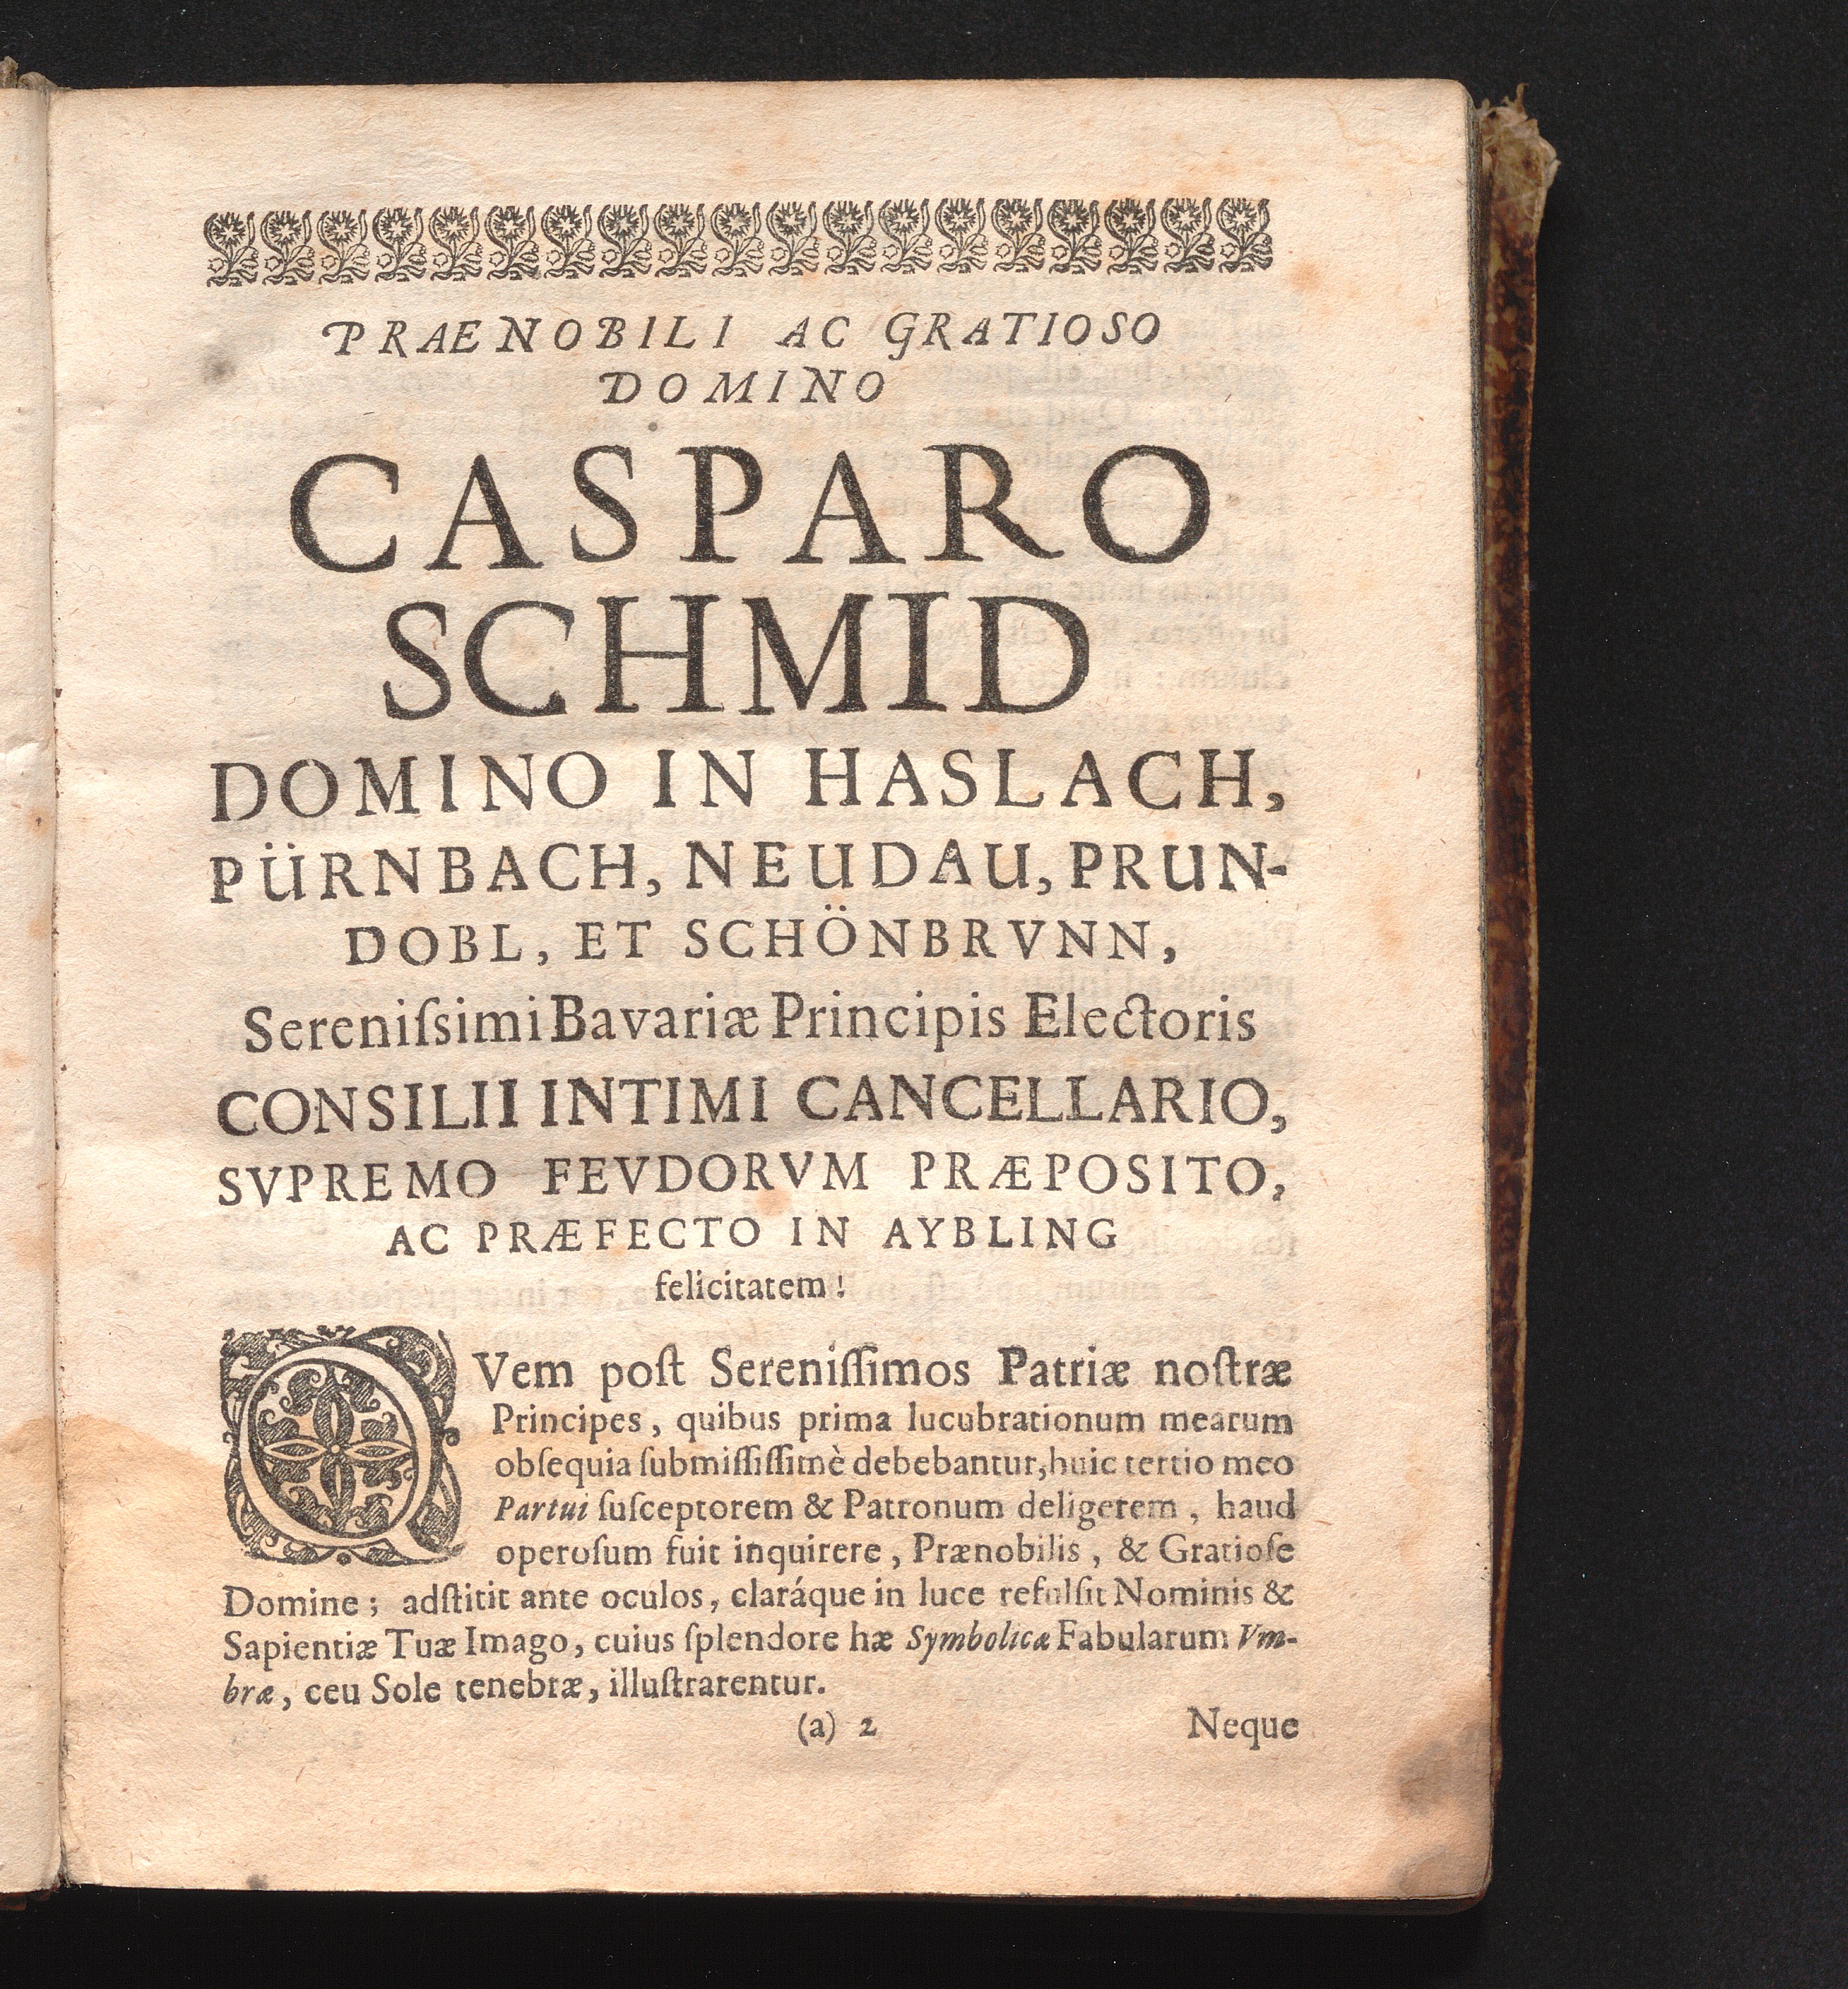 PRAENOBILI AC GRATIOSO
DOMINO
CASPARO
SCHMID
DOMINO IN HASLACH,
PÜRNBACH, NEUDAU, PRUN-
DOBL, ET SCHÖNBRVNN,
Sereniſsimi Bavariæ Principis Electoris
CONSILII INTIMI CANCELLARIO,
SVPREMO FEVDORVM PRÆPOSITO,
AC PRÆFECTO IN AYBLING
felicitatem!
QVem poſt Sereniſſimos Patriæ noſtræ
Principes, quibus prima lucubrationum mearum
obſequia ſubmiſſiſſimè debebantur, huic tertio meo
Partui ſuſceptorem & Patronum deligerem, haud
operoſum fuit inquirere, Prænobilis, & Gratioſe
Domine; adſtitit ante oculos, claráque in luce refulſit Nominis &
Sapientiæ Tuæ Imago, cuius ſplendore hæ Symbolicæ Fabularum Vm-
bræ, ceu Sole tenebræ, illuſtrarentur.
(a) 2 Neque